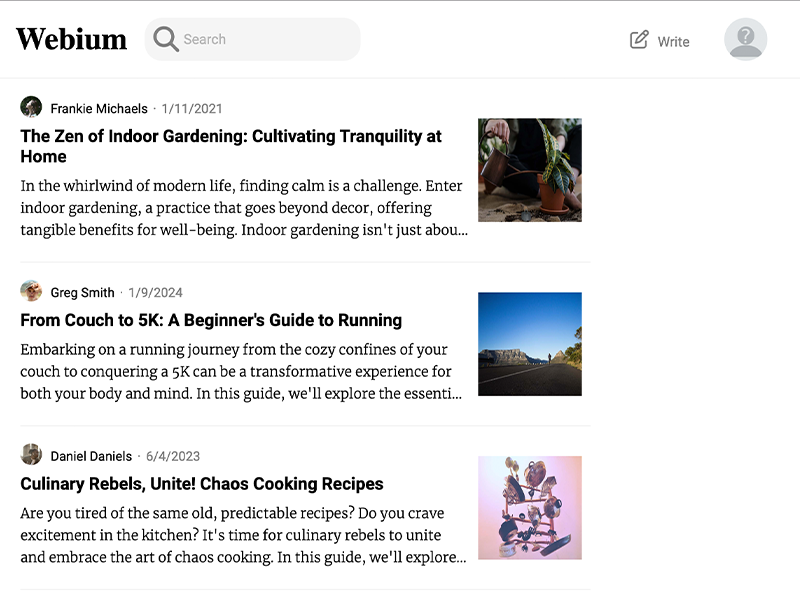 Webium
Search
Write
Frankie Michaels · 1/11/2021
The Zen of Indoor Gardening: Cultivating Tranquility at
Home
In the whirlwind of modern life, finding calm is a challenge. Enter
indoor gardening, a practice that goes beyond decor, offering
tangible benefits for well-being. Indoor gardening isn't just abou...
Greg Smith · 1/9/2024
From Couch to 5K: A Beginner's Guide to Running
Embarking on a running journey from the cozy confines of your
couch to conquering a 5K can be a transformative experience for
both your body and mind. In this guide, we'll explore the essenti...
Daniel Daniels · 6/4/2023
Culinary Rebels, Unite! Chaos Cooking Recipes
Are you tired of the same old, predictable recipes? Do you crave
excitement in the kitchen? It's time for culinary rebels to unite
and embrace the art of chaos cooking. In this guide, we'll explore...